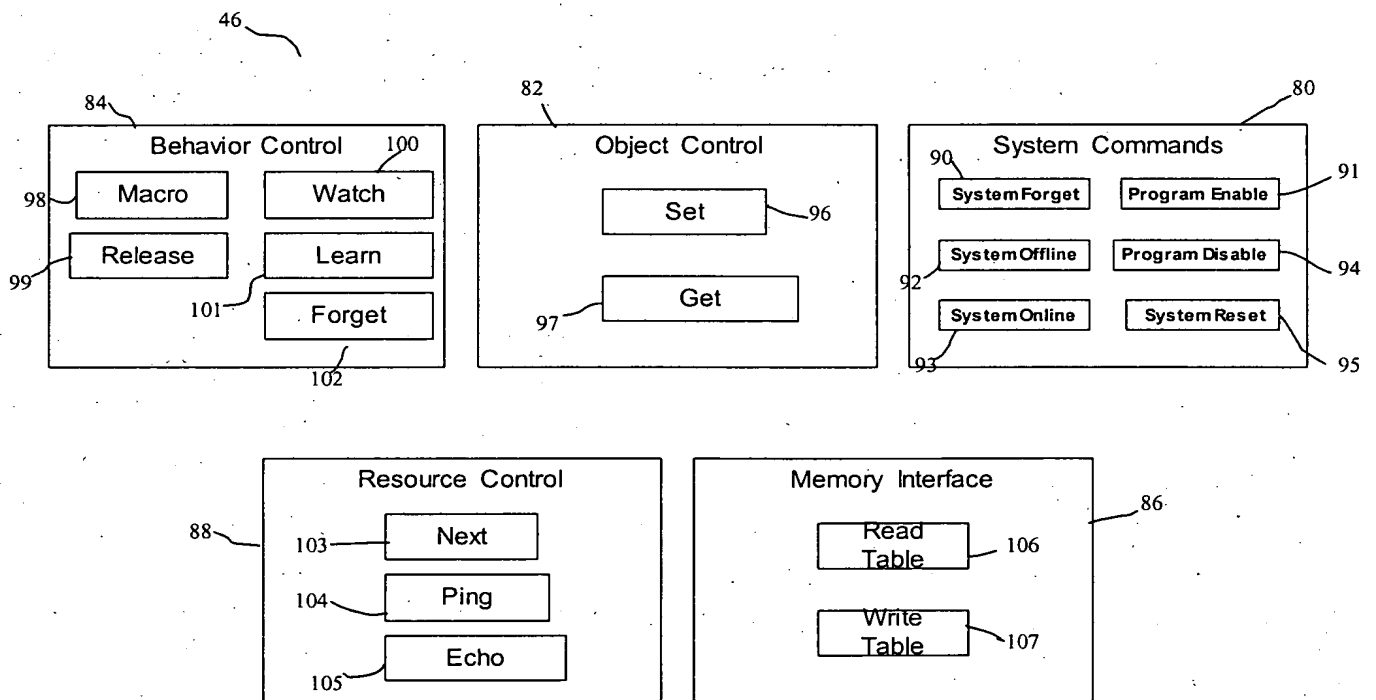 46
84
Behavior Control
100
98
Macro
Watch
Release
99
Learn
101
Forget
102
82
Object Control
Set
96
Get
97
80
System Commands
90
System Forget
Program Enable
91
System Offline
92
Program Disable
94
System Online
93
System Reset
95
88
Resource Control
103
Next
104
Ping
105
Echo
Memory Interface
86
Read
Table
106
Write
Table
107